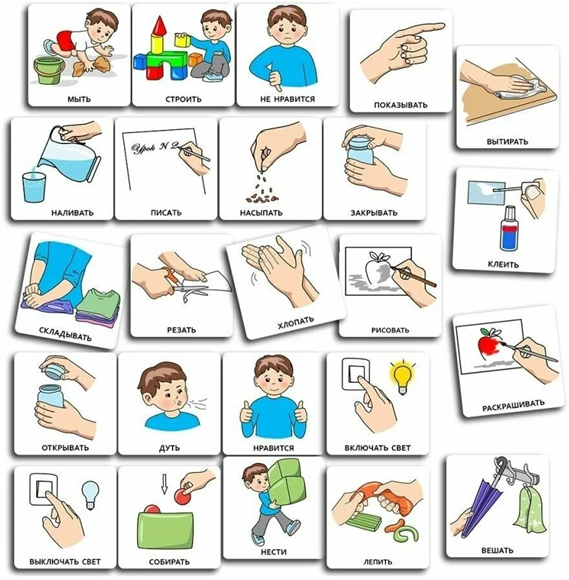 МЫТЬ
СТРОИТЬ
НЕ НРАВИТСЯ
ПОКАЗЫВАТЬ
ВЫТИРАТЬ
НАЛИВАТЬ
Урок N 2
ПИСАТЬ
НАСЫПАТЬ
ЗАКРЫВАТЬ
КЛЕИТЬ
СКЛАДЫВАТЬ
РЕЗАТЬ
ХЛОПАТЬ
РИСОВАТЬ
РАСКРАШИВАТЬ
ОТКРЫВАТЬ
ДУТЬ
НРАВИТСЯ
ВКЛЮЧАТЬ СВЕТ
ВЫКЛЮЧАТЬ СВЕТ
СОБИРАТЬ
НЕСТИ
ЛЕПИТЬ
ВЕШАТЬ